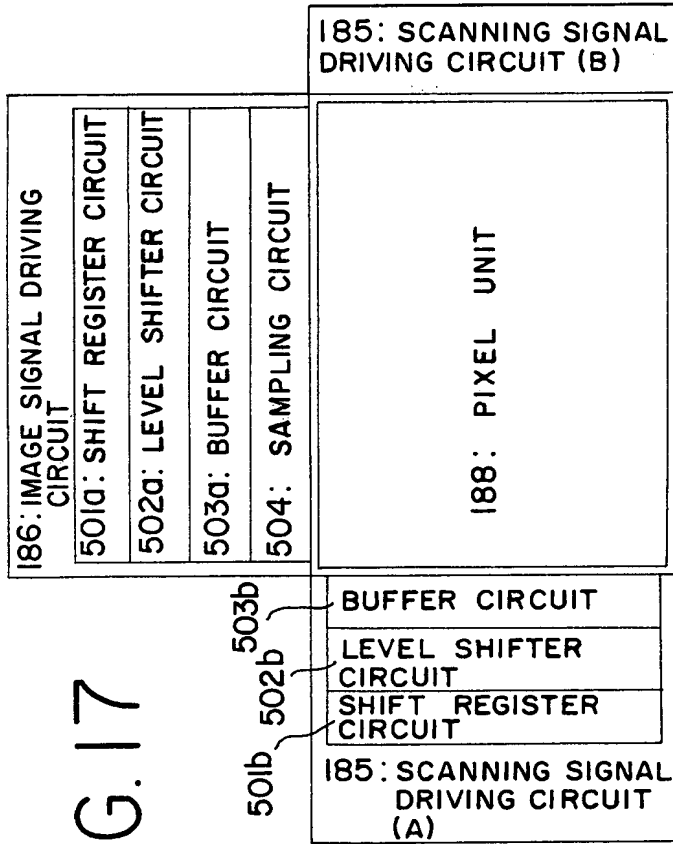 G. 17
186: IMAGE SIGNAL DRIVING
CIRCUIT
501a: SHIFT REGISTER CIRCUIT
502a: LEVEL SHIFTER CIRCUIT
503a: BUFFER CIRCUIT
504: SAMPLING CIRCUIT
185: SCANNING SIGNAL
DRIVING CIRCUIT (B)
188: PIXEL UNIT
503b
BUFFER CIRCUIT
502b
LEVEL SHIFTER
CIRCUIT
501b
SHIFT REGISTER
CIRCUIT
185: SCANNING SIGNAL
DRIVING CIRCUIT
(A)